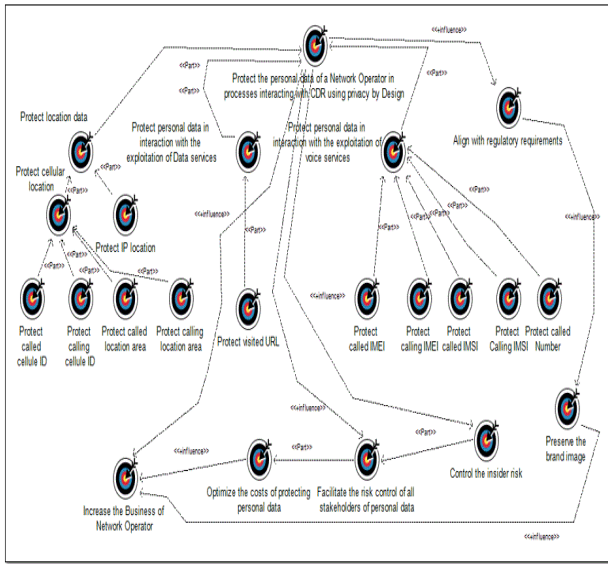 <<+influence>>
<<Part>>
<<Part>>
<<Part>>
<<Part>>
<<+influence>>
Protect the personal data of a Network Operator in
processes interacting with CDR using privacy by Design
Protect location data
Protect personal data in
interaction with the
exploitation of Data services
Protect personal data in
interaction with the exploitation of
voice services
Align with regulatory requirements
<<Part>>
<<Part>>
Protect cellular
location
<<Part>>
<<Part>>
<<Part>>
<<Part>>
<<Part>>
<<+influence>>
<<+influence>>
Protect IP location
<<Part>>
<<Part>>
<<Part>>
<<Part>>
<<+influence>>
Protect
called
cellule ID
Protect
calling
cellule ID
Protect called
location area
Protect calling
location area
Protect visited URL
Protect
called IMEI
Protect
calling IMEI
Protect
called IMSI
Protect
Calling IMSI
Protect called
Number
<<+influence>>
Preserve the
brand image
<<+influence>>
<<Part>>
<<Part>>
Control the insider risk
Increase the Business of
Network Operator
Optimize the costs of protecting
personal data
Facilitate the risk control of all
stakeholders of personal data
<<+influence>>